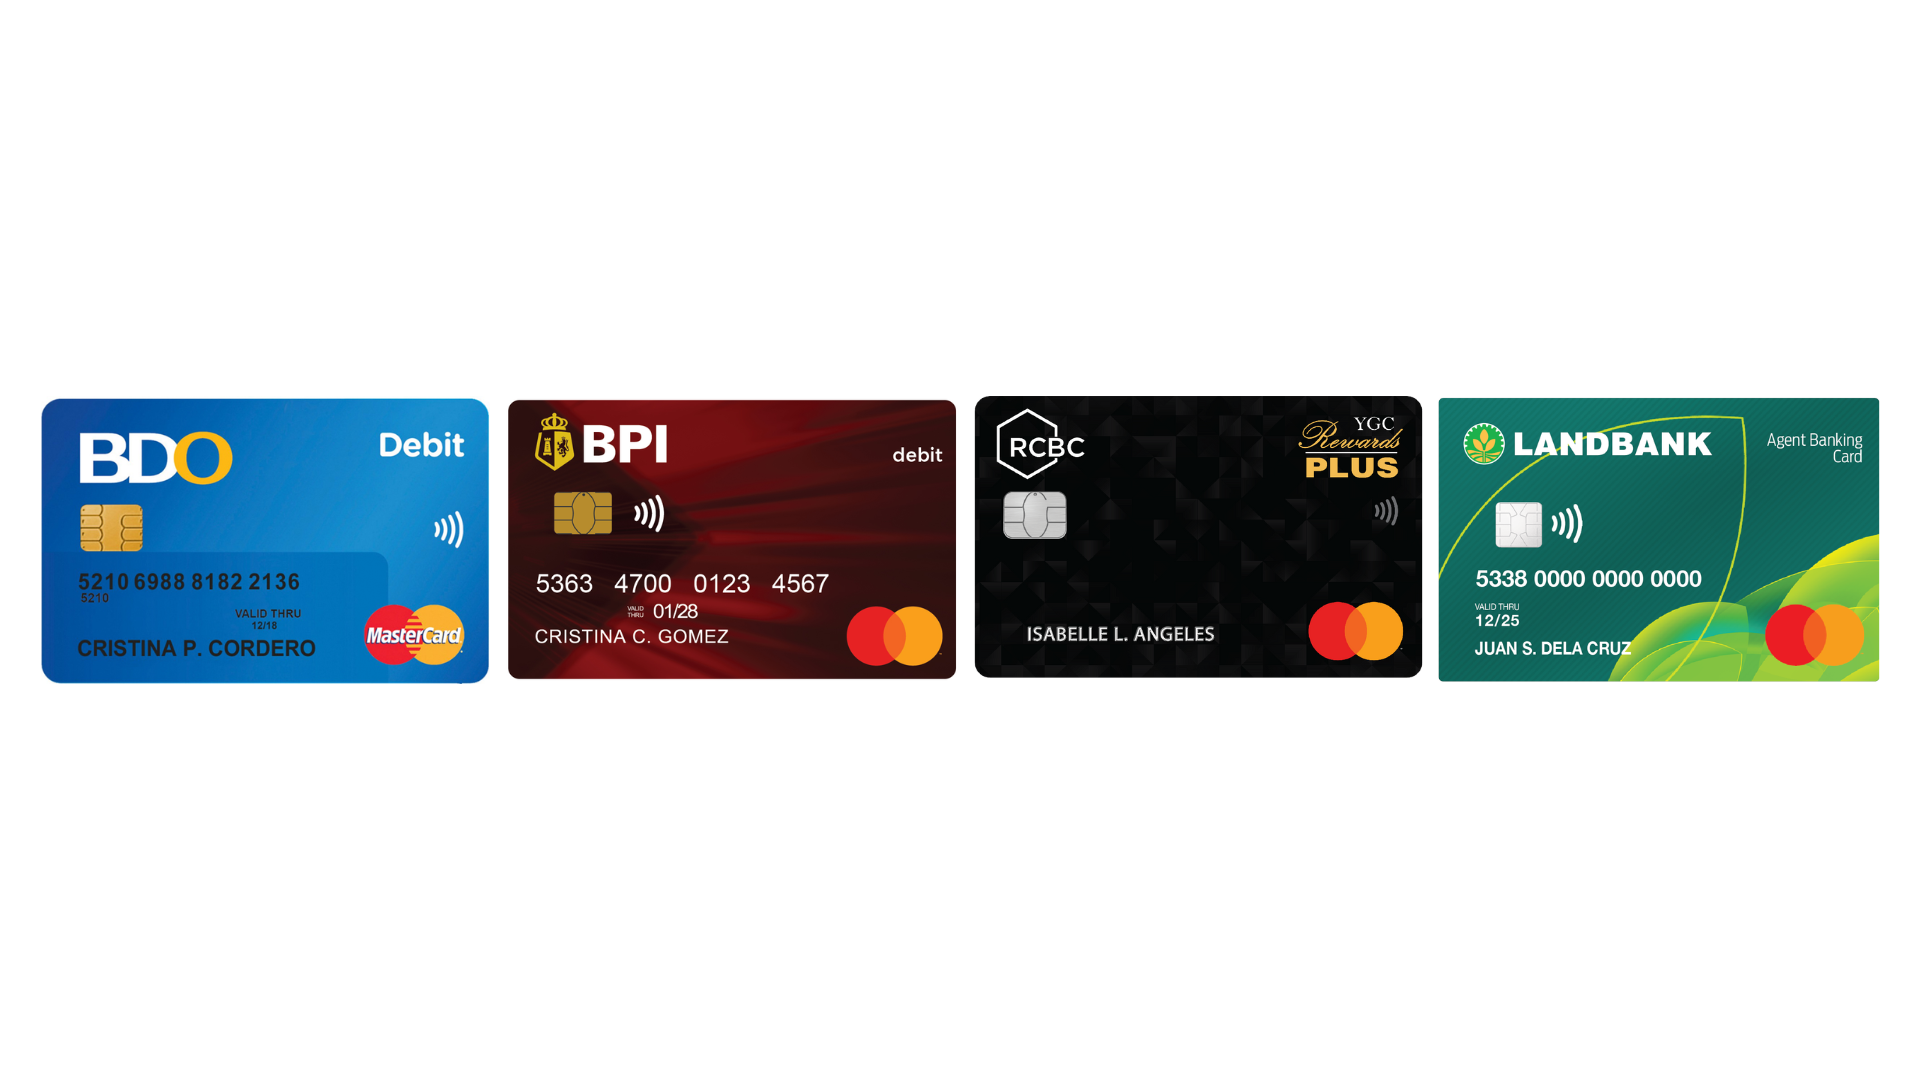 BDO
Debit
5210 6988 8182 2136
5210
VALID THRU
12/18
CRISTINA P. CORDERO
MasterCard
BPI
debit
5363 4700 0123 4567
VALID
THRU
01/28
CRISTINA C. GOMEZ
RCBC
YGC
Rewards
PLUS
ISABELLE L. ANGELES
LANDBANK
Agent Banking
Card
5338 0000 0000 0000
VALID THRU
12/25
JUAN S. DELA CRUZ